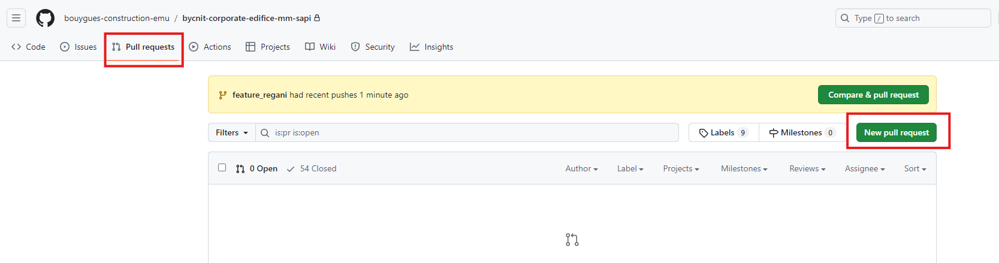 bouygues-construction-emu / bycnit-corporate-edifice-mm-sapi
Type / to search
Code Issues Pull requests Actions Projects Wiki Security Insights
feature_regani had recent pushes 1 minute ago
Compare & pull request
Filters is:pr is:open Labels 9 Milestones 0 New pull request
0 Open 54 Closed Author Label Projects Milestones Reviews Assignee Sort